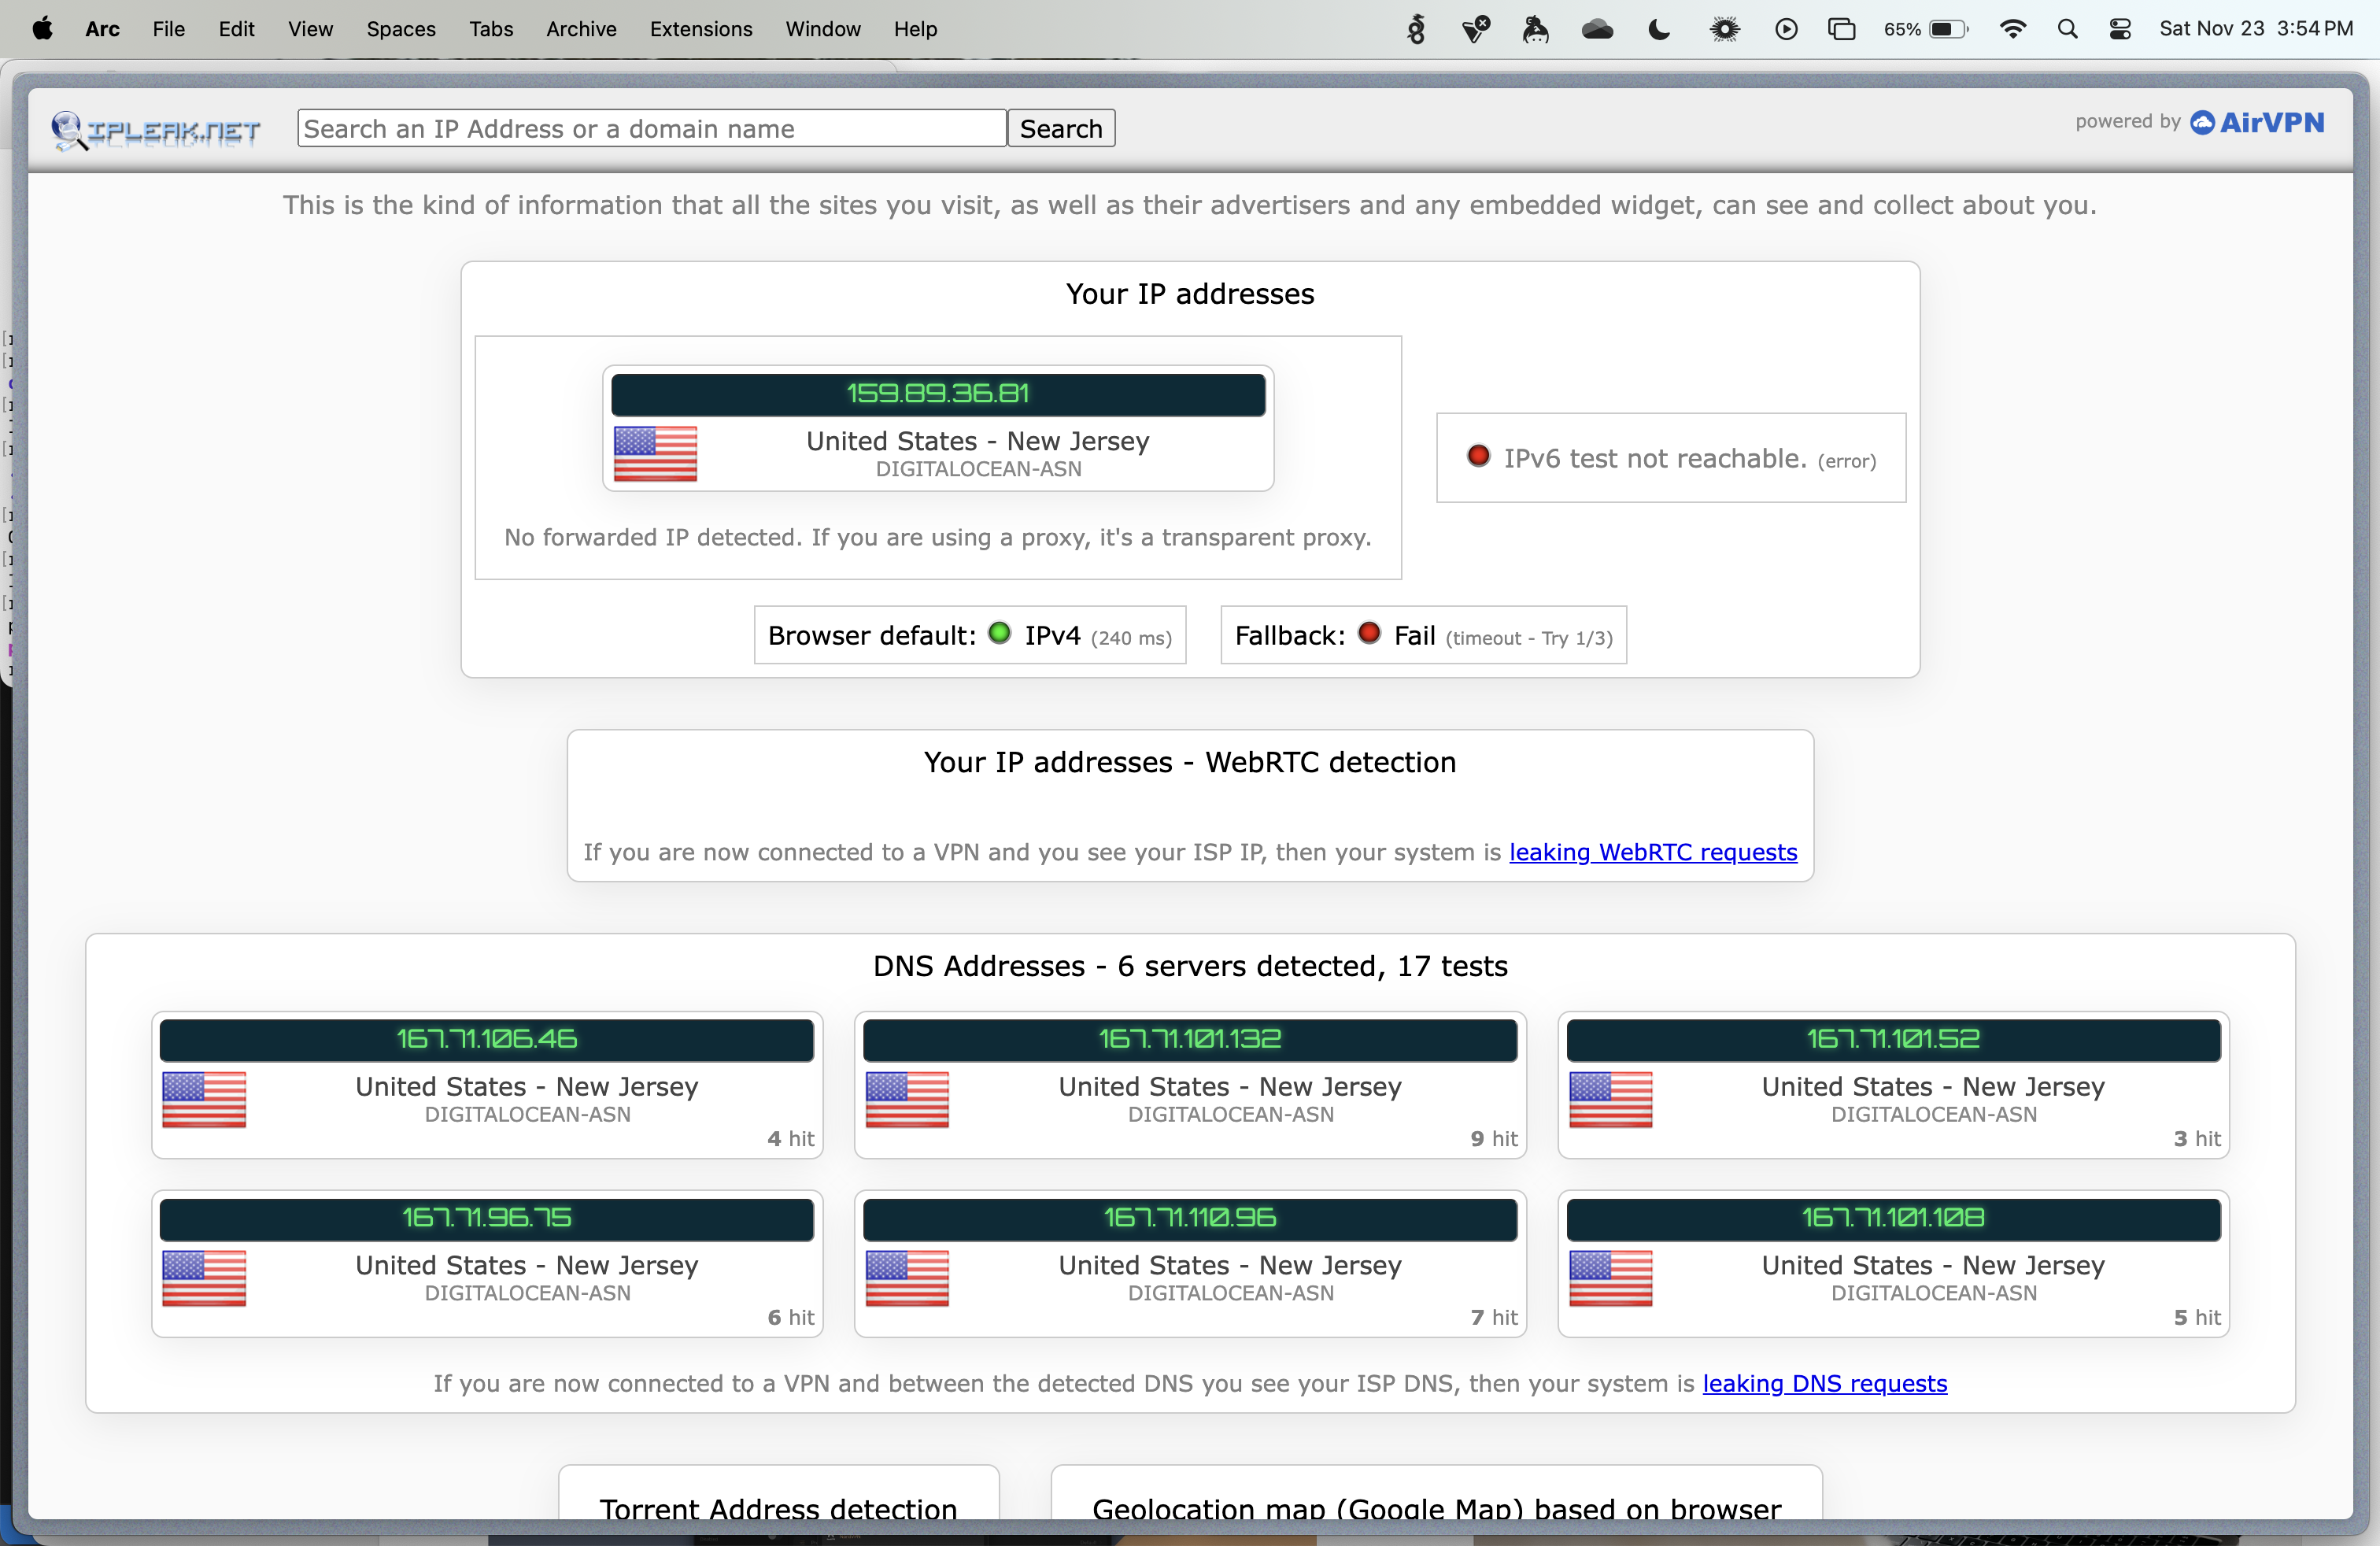 Arc File Edit View Spaces Tabs Archive Extensions Window Help 65% Sat Nov 23 3:54 PM
IPLEAK.NET
Search an IP Address or a domain name
Search
powered by AirVPN
This is the kind of information that all the sites you visit, as well as their advertisers and any embedded widget, can see and collect about you.
Your IP addresses
159.89.36.81
United States - New Jersey
DIGITALOCEAN-ASN
No forwarded IP detected. If you are using a proxy, it's a transparent proxy.
IPv6 test not reachable. (error)
Browser default: IPv4 (240 ms)
Fallback: Fail (timeout - Try 1/3)
Your IP addresses - WebRTC detection
If you are now connected to a VPN and you see your ISP IP, then your system is leaking WebRTC requests
DNS Addresses - 6 servers detected, 17 tests
167.71.106.46
United States - New Jersey
DIGITALOCEAN-ASN
4 hit
167.71.101.132
United States - New Jersey
DIGITALOCEAN-ASN
9 hit
167.71.101.52
United States - New Jersey
DIGITALOCEAN-ASN
3 hit
167.71.96.75
United States - New Jersey
DIGITALOCEAN-ASN
6 hit
167.71.110.96
United States - New Jersey
DIGITALOCEAN-ASN
7 hit
167.71.101.108
United States - New Jersey
DIGITALOCEAN-ASN
5 hit
If you are now connected to a VPN and between the detected DNS you see your ISP DNS, then your system is leaking DNS requests
Torrent Address detection
Geolocation map (Google Map) based on browser